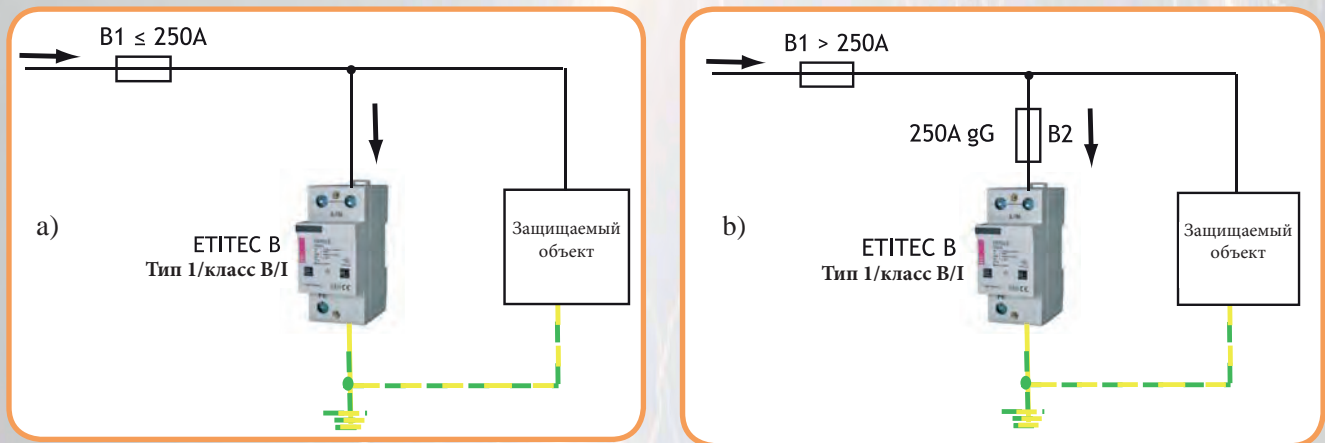 B1 ≤ 250A
a)
ETITEC B
Тип 1/класс B/I
Защищаемый
объект
B1 > 250A
250A gG B2
b)
ETITEC B
Тип 1/класс B/I
Защищаемый
объект